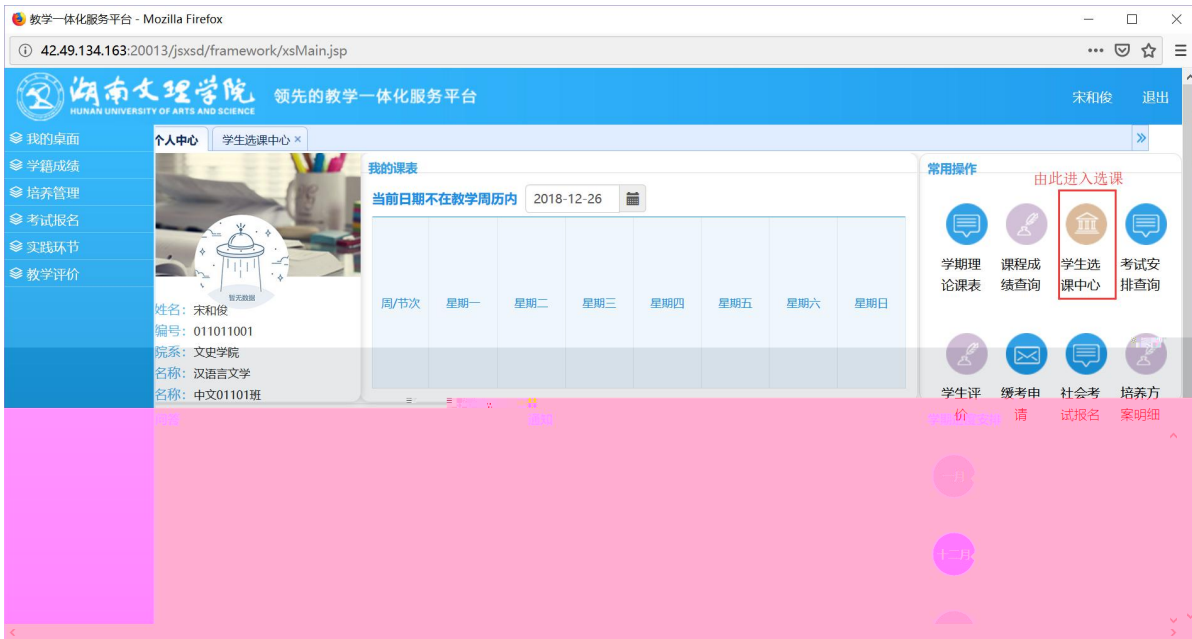 教学一体化服务平台 - Mozilla Firefox
42.49.134.163:20013/jsxsd/framework/xsMain.jsp
湖南文理学院
HUNAN UNIVERSITY OF ARTS AND SCIENCE
领先的教学一体化服务平台
宋和俊 退出
我的桌面
学籍成绩
培养管理
考试报名
实践环节
教学评价
个人中心 学生选课中心 ×
暂无数据
姓名：宋和俊
编号：011011001
院系：文史学院
名称：汉语言文学
名称：中文01101班
我的课表
当前日期不在教学周历内 2018-12-26
周/节次 星期一 星期二 星期三 星期四 星期五 星期六 星期日
常用操作
由此进入选课
学期理论课表
课程成绩查询
学生选课中心
考试安排查询
学生评价
缓考申请
社会考试报名
培养方案明细
问卷
通知
一月
十二月